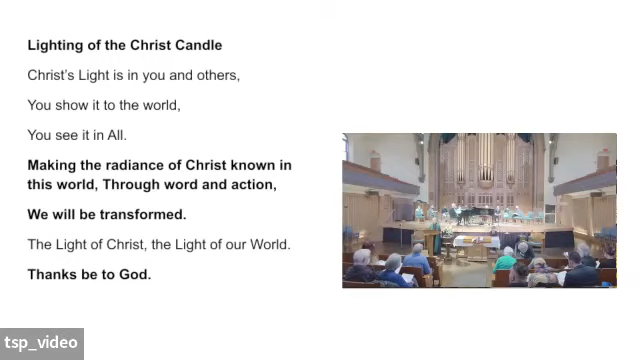 Lighting of the Christ Candle
Christ's Light is in you and others,
You show it to the world,
You see it in All.
Making the radiance of Christ known in
this world, Through word and action,
We will be transformed.
The Light of Christ, the Light of our World.
Thanks be to God.
tsp_video